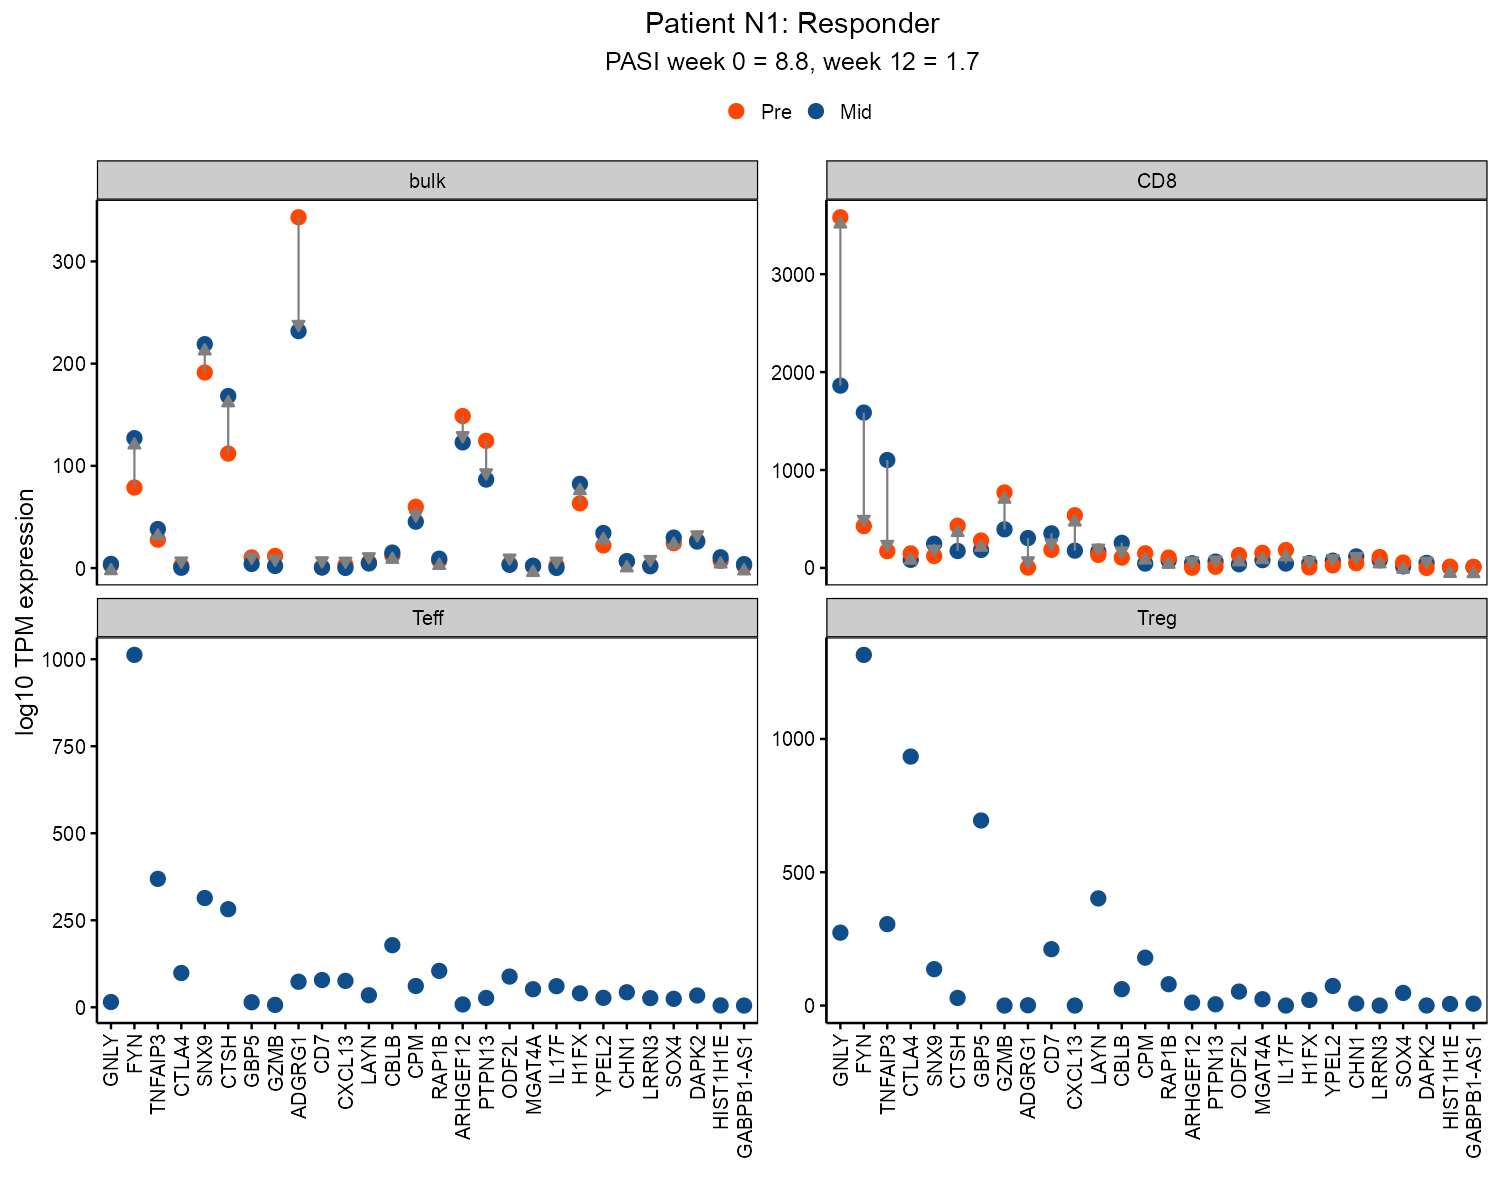 Patient N1: Responder
PASI week 0 = 8.8, week 12 = 1.7
Pre Mid
bulk
CD8
300
200
100
0
3000
2000
1000
0
Teff
Treg
1000
750
500
250
0
1000
500
0
log10 TPM expression
GNLY
FYN
TNFAIP3
CTLA4
SNX9
CTSH
GBP5
GZMB
ADGRG1
CD7
CXCL13
LAYN
CBLB
CPM
RAP1B
ARHGEF12
PTPN13
ODF2L
MGAT4A
IL17F
H1FX
YPEL2
CHN1
LRRN3
SOX4
DAPK2
HIST1H1E
GABPB1-AS1
GNLY
FYN
TNFAIP3
CTLA4
SNX9
CTSH
GBP5
GZMB
ADGRG1
CD7
CXCL13
LAYN
CBLB
CPM
RAP1B
ARHGEF12
PTPN13
ODF2L
MGAT4A
IL17F
H1FX
YPEL2
CHN1
LRRN3
SOX4
DAPK2
HIST1H1E
GABPB1-AS1